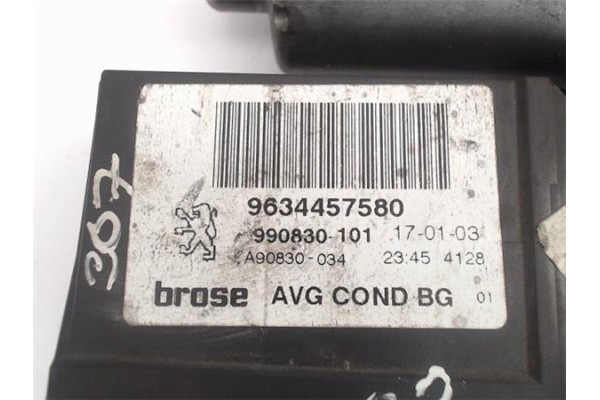 9634457580
990830-101 17-01-03
A90830-034 23:45 4128
brose AVG COND BG 01
307